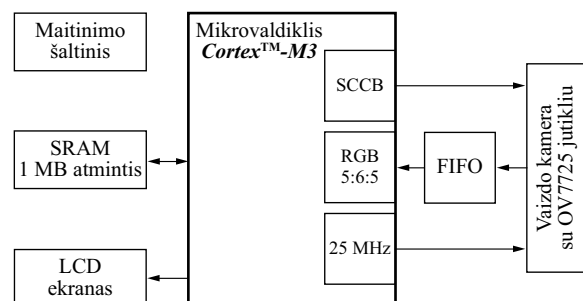 Maitinimo
šaltinis
Mikrovaldiklis
Cortex™-M3
SCCB
SRAM
1 MB atmintis
RGB
5:6:5
FIFO
Vaizdo kamera
su OV7725 jutikliu
LCD
ekranas
25 MHz